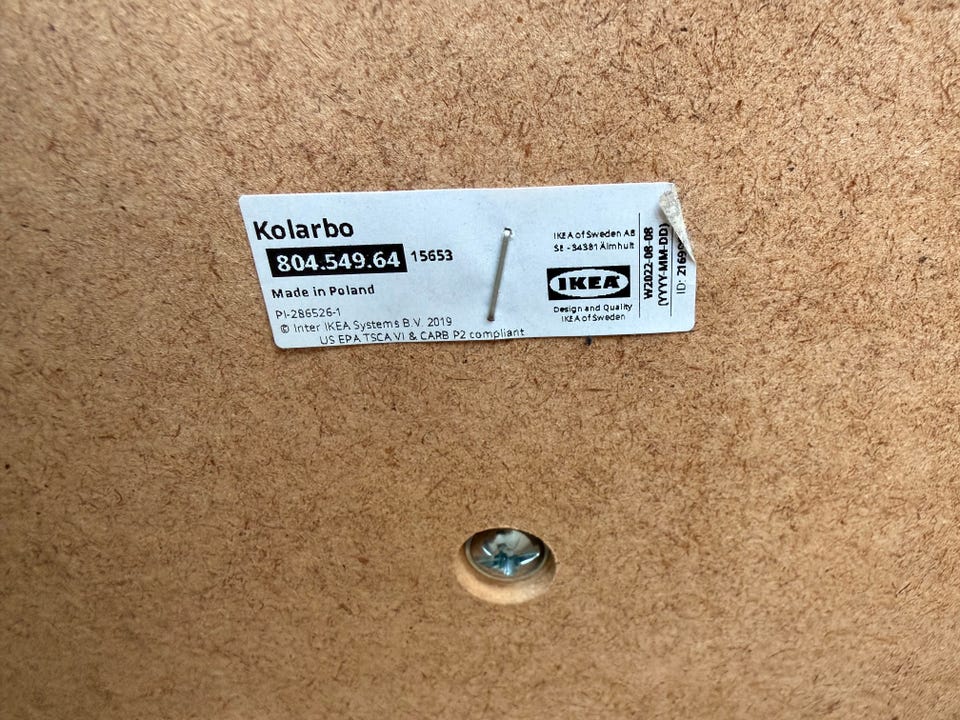 Kolarbo
804.549.64 15653
Made in Poland
PI-286526-1
© Inter IKEA Systems B.V. 2019
US EPA TSCA VI & CARB P2 compliant
IKEA of Sweden AB
SE - 34381 Älmhult
IKEA
Design and Quality
IKEA of Sweden
W2022-08-08
(YYYY-MM-DD)
ID: